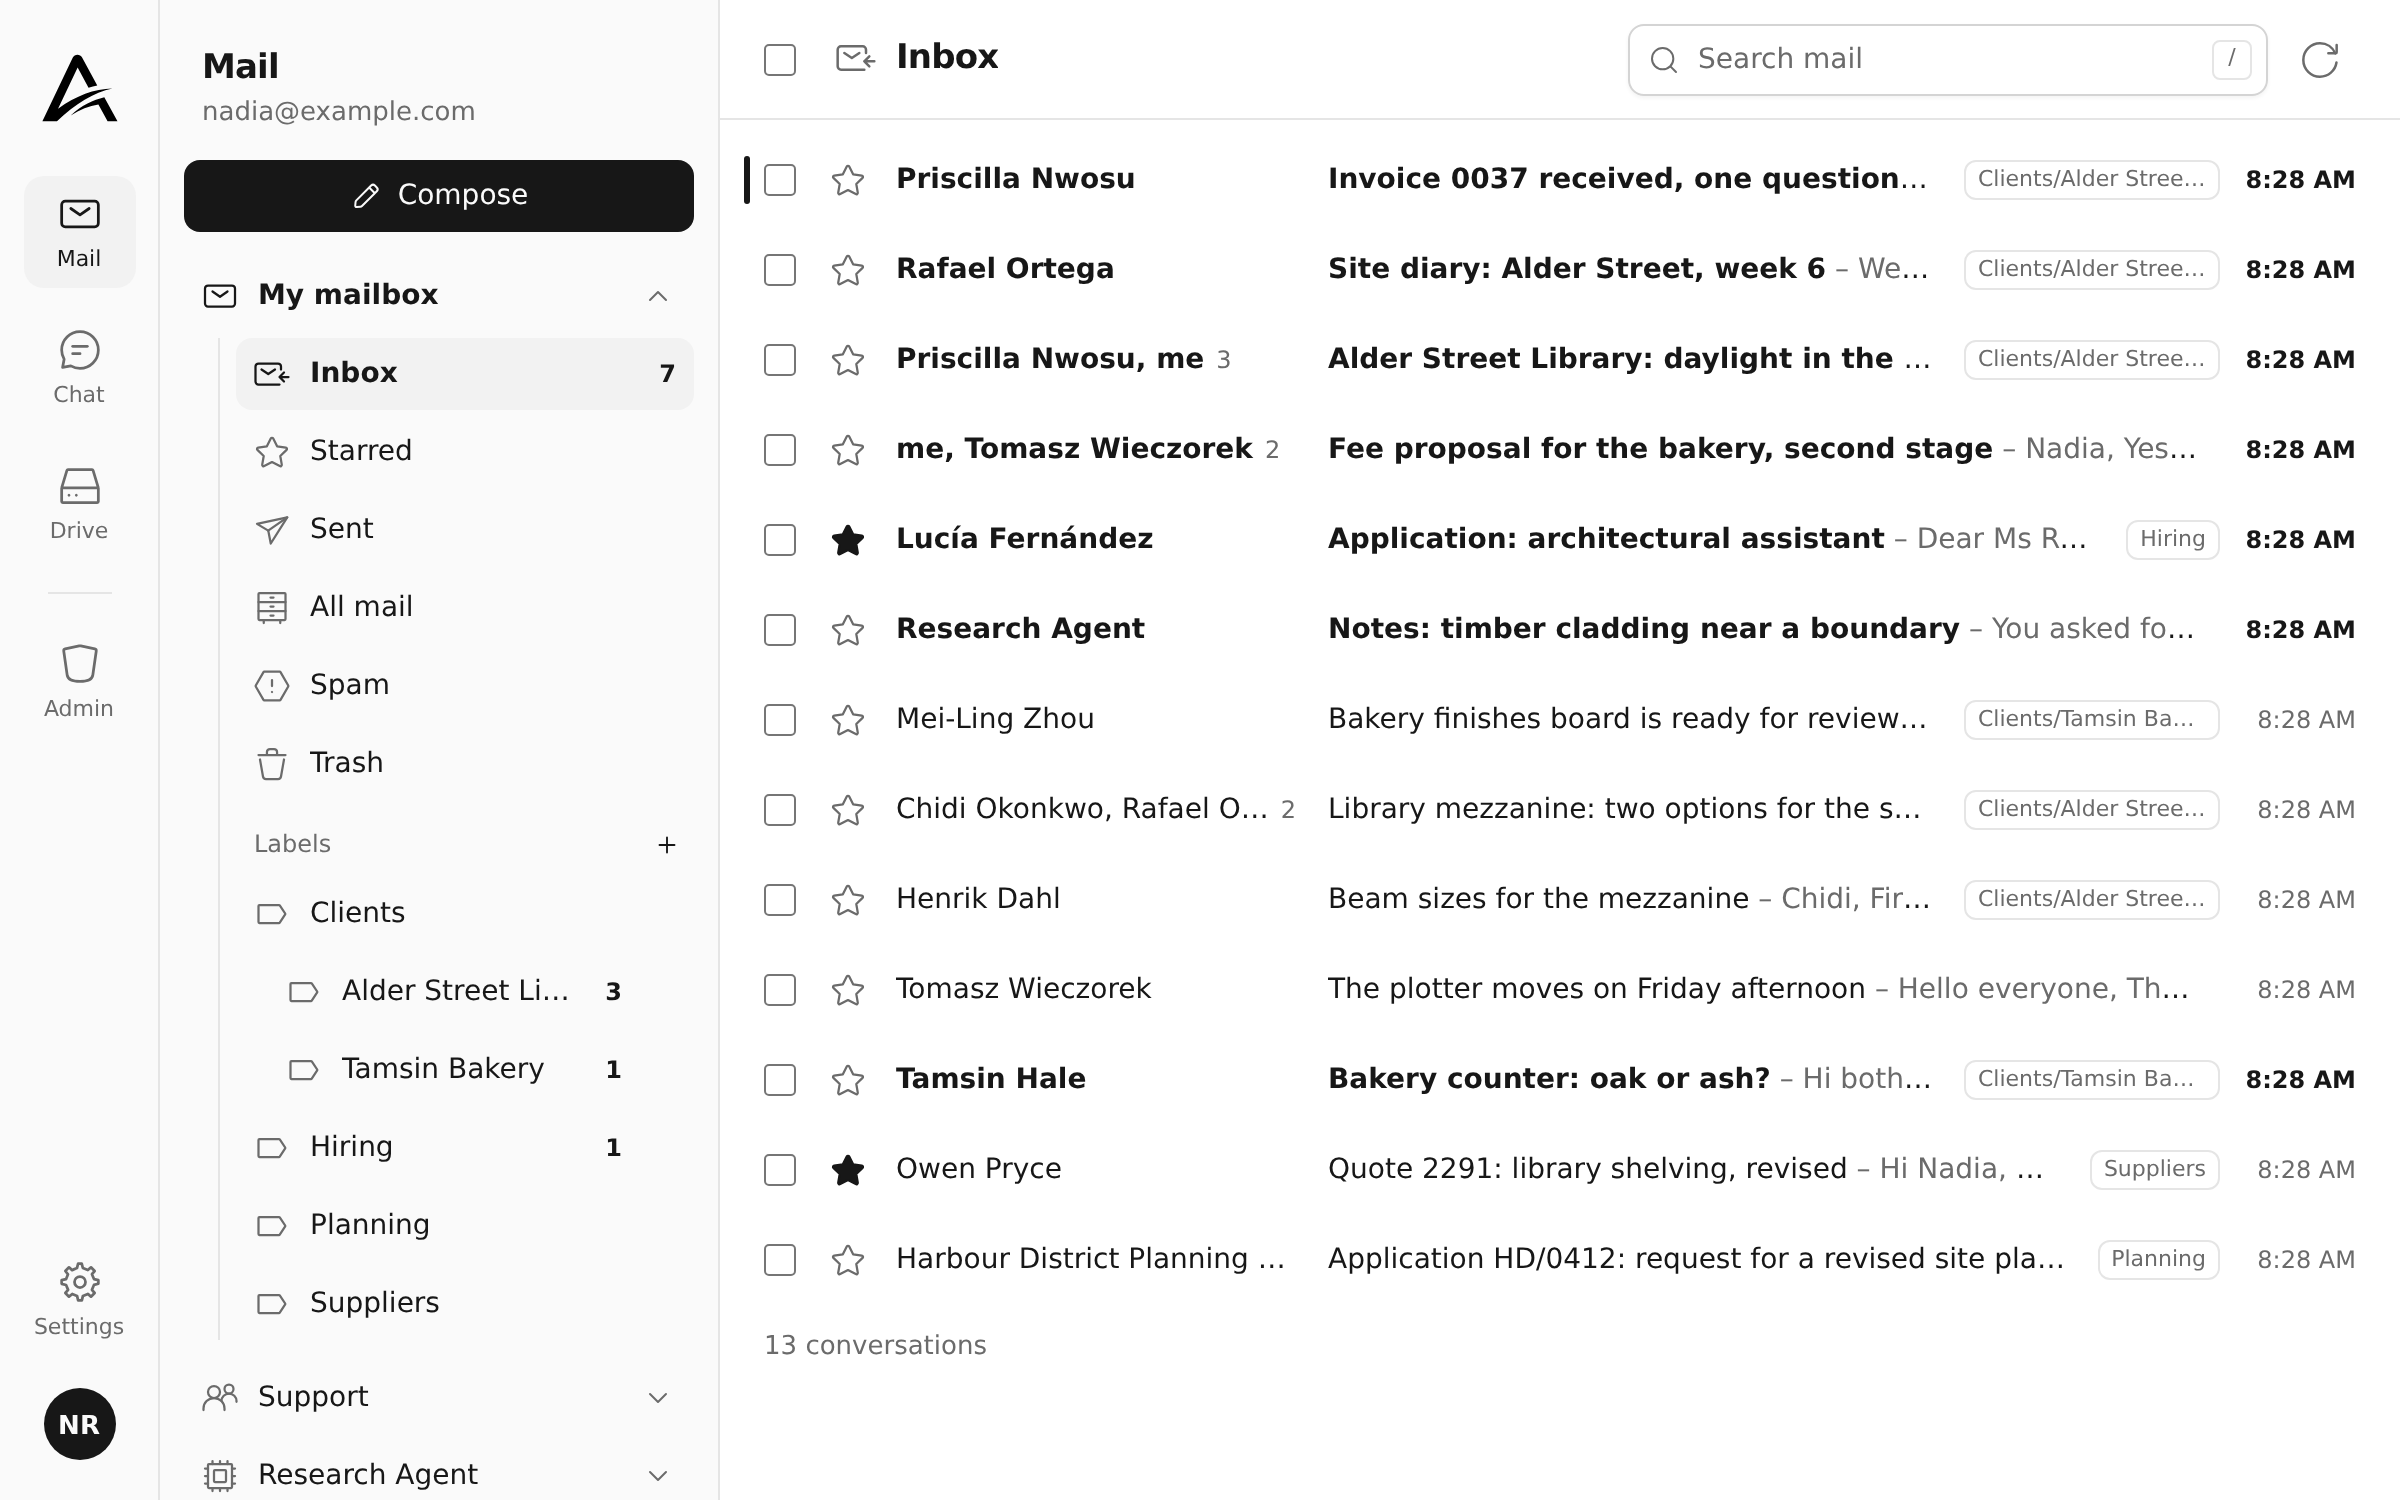 Mail
Chat
Drive
Admin
Settings
NR
Mail
nadia@example.com
Compose
My mailbox
Inbox 7
Starred
Sent
All mail
Spam
Trash
Labels
Clients
Alder Street Li… 3
Tamsin Bakery 1
Hiring 1
Planning
Suppliers
Support
Research Agent
Inbox
Search mail /
Priscilla Nwosu Invoice 0037 received, one question… Clients/Alder Stree… 8:28 AM
Rafael Ortega Site diary: Alder Street, week 6 – We… Clients/Alder Stree… 8:28 AM
Priscilla Nwosu, me 3 Alder Street Library: daylight in the … Clients/Alder Stree… 8:28 AM
me, Tomasz Wieczorek 2 Fee proposal for the bakery, second stage – Nadia, Yes… 8:28 AM
Lucía Fernández Application: architectural assistant – Dear Ms R… Hiring 8:28 AM
Research Agent Notes: timber cladding near a boundary – You asked fo… 8:28 AM
Mei-Ling Zhou Bakery finishes board is ready for review… Clients/Tamsin Ba… 8:28 AM
Chidi Okonkwo, Rafael O… 2 Library mezzanine: two options for the s… Clients/Alder Stree… 8:28 AM
Henrik Dahl Beam sizes for the mezzanine – Chidi, Fir… Clients/Alder Stree… 8:28 AM
Tomasz Wieczorek The plotter moves on Friday afternoon – Hello everyone, Th… 8:28 AM
Tamsin Hale Bakery counter: oak or ash? – Hi both… Clients/Tamsin Ba… 8:28 AM
Owen Pryce Quote 2291: library shelving, revised – Hi Nadia, … Suppliers 8:28 AM
Harbour District Planning … Application HD/0412: request for a revised site pla… Planning 8:28 AM
13 conversations